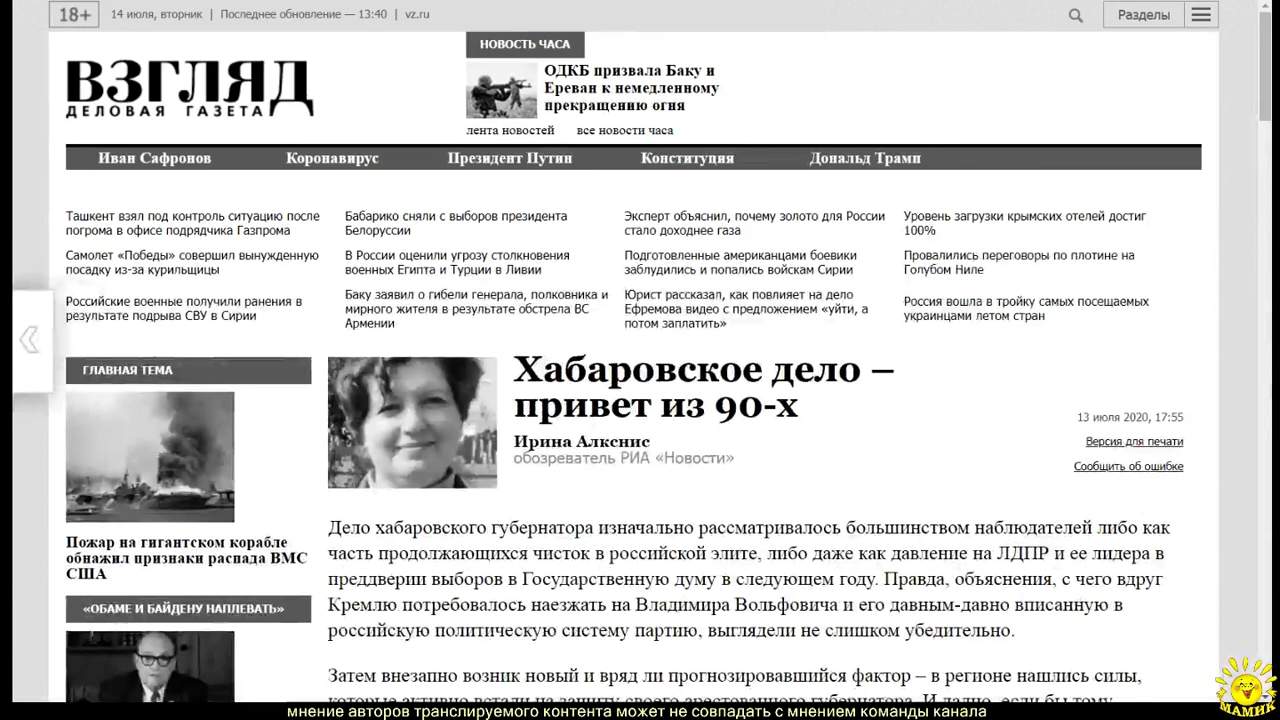 18+ 14 июля, вторник | Последнее обновление — 13:40 | vz.ru Разделы
НОВОСТЬ ЧАСА
ВЗГЛЯД
ДЕЛОВАЯ ГАЗЕТА
ОДКБ призвала Баку и
Ереван к немедленному
прекращению огня
лента новостей все новости часа
Иван Сафронов Коронавирус Президент Путин Конституция Дональд Трамп
Ташкент взял под контроль ситуацию после
погрома в офисе подрядчика Газпрома
Самолет «Победы» совершил вынужденную
посадку из-за курильщицы
Российские военные получили ранения в
результате подрыва СВУ в Сирии
Бабарико сняли с выборов президента
Белоруссии
В России оценили угрозу столкновения
военных Египта и Турции в Ливии
Баку заявил о гибели генерала, полковника и
мирного жителя в результате обстрела ВС
Армении
Эксперт объяснил, почему золото для России
стало доходнее газа
Подготовленные американцами боевики
заблудились и попались войскам Сирии
Юрист рассказал, как повлияет на дело
Ефремова видео с предложением «уйти, а
потом заплатить»
Уровень загрузки крымских отелей достиг
100%
Провалились переговоры по плотине на
Голубом Ниле
Россия вошла в тройку самых посещаемых
украинцами летом стран
ГЛАВНАЯ ТЕМА
Пожар на гигантском корабле
обнажил признаки распада ВМС
США
«ОБАМЕ И БАЙДЕНУ НАПЛЕВАТЬ»
Хабаровское дело –
привет из 90-х
Ирина Алкснис
обозреватель РИА «Новости»
13 июля 2020, 17:55
Версия для печати
Сообщить об ошибке
Дело хабаровского губернатора изначально рассматривалось большинством наблюдателей либо как
часть продолжающихся чисток в российской элите, либо даже как давление на ЛДПР и ее лидера в
преддверии выборов в Государственную думу в следующем году. Правда, объяснения, с чего вдруг
Кремлю потребовалось наезжать на Владимира Вольфовича и его давным-давно вписанную в
российскую политическую систему партию, выглядели не слишком убедительно.
Затем внезапно возник новый и вряд ли прогнозировавшийся фактор – в регионе нашлись силы,
которые активно встали на защиту своего арестованного губернатора. И ладно, если бы тому
мнение авторов транслируемого контента может не совпадать с мнением команды канала
МАМИК